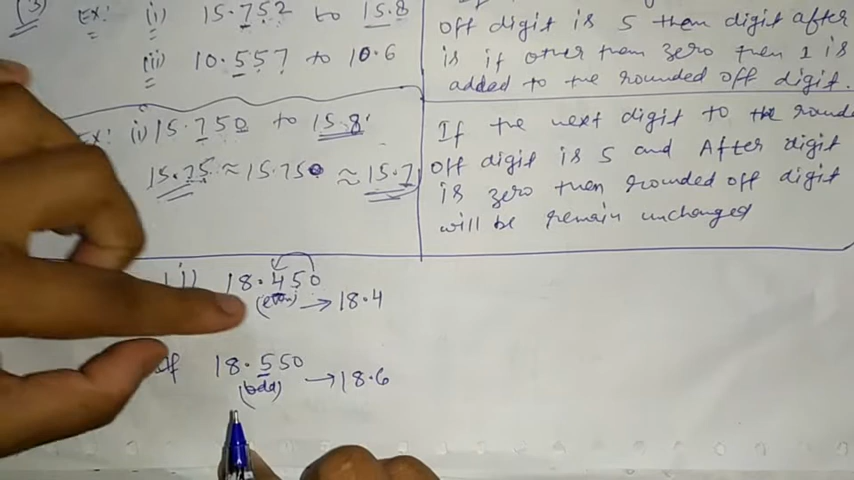 (3)
Ex: (i) 15.752 to 15.8
(ii) 10.557 to 10.6
off digit is 5 then digit after
is if other than zero then 1 is
added to the rounded off digit.
Ex: (i) 15.750 to 15.8
15.75 ≈ 15.750 ≈ 15.7
If the next digit to the rounde
off digit is 5 and After digit
is zero then rounded off digit
will be remain unchanged
18.450
(even) → 18.4
18.550
(odd) → 18.6